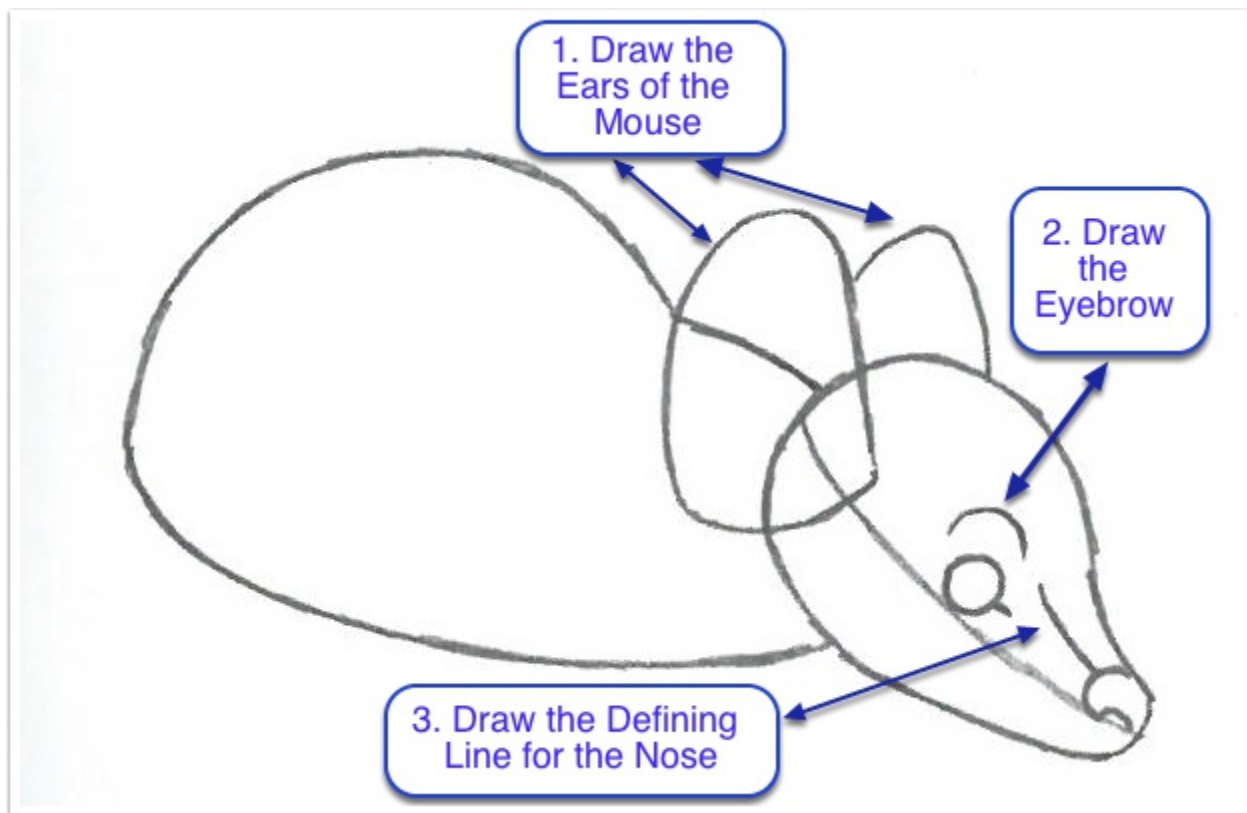 1. Draw the
Ears of the
Mouse
2. Draw
the
Eyebrow
3. Draw the Defining
Line for the Nose